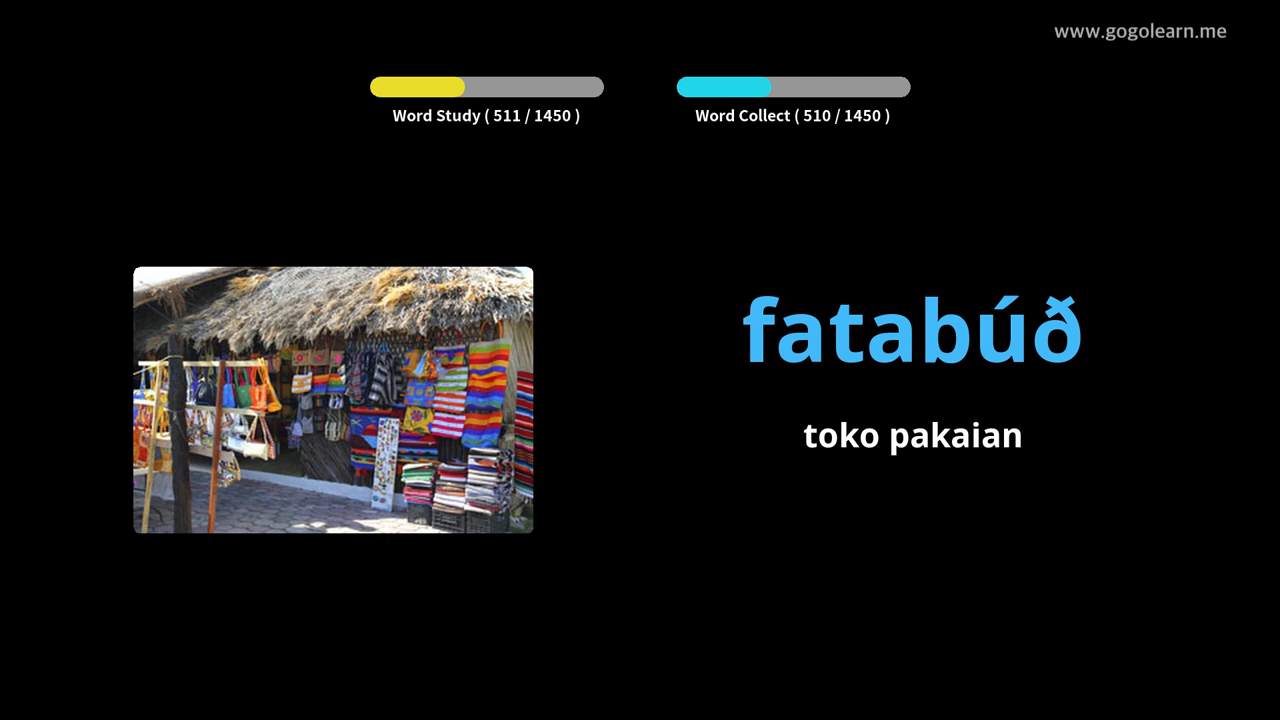 www.gogolearn.me
Word Study ( 511 / 1450 )
Word Collect ( 510 / 1450 )
fatabúð
toko pakaian